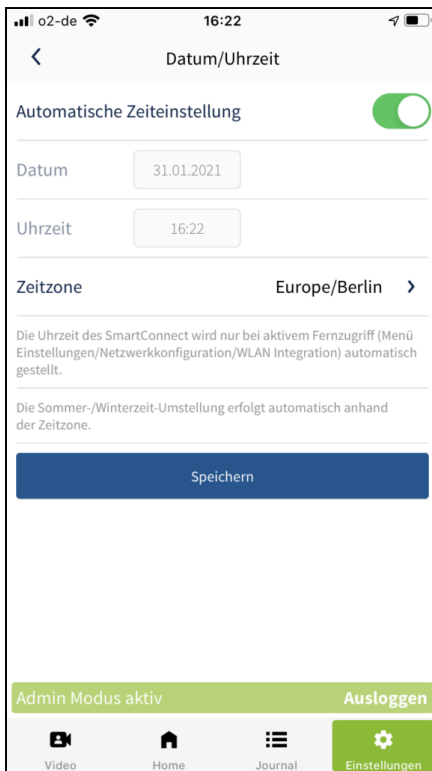 o2-de 16:22
Datum/Uhrzeit
Automatische Zeiteinstellung
Datum 31.01.2021
Uhrzeit 16:22
Zeitzone Europe/Berlin
Die Uhrzeit des SmartConnect wird nur bei aktivem Fernzugriff (Menü
Einstellungen/Netzwerkkonfiguration/WLAN Integration) automatisch
gestellt.
Die Sommer-/Winterzeit-Umstellung erfolgt automatisch anhand
der Zeitzone.
Speichern
Admin Modus aktiv Ausloggen
Video Home Journal Einstellungen